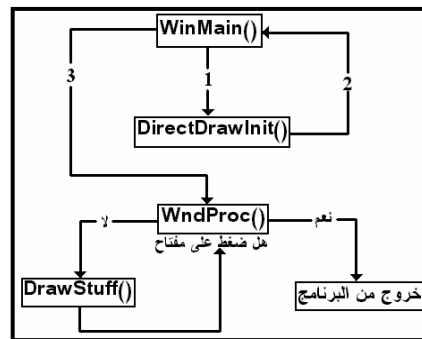 WinMain()
3
1
2
DirectDrawInit()
WndProc()
لا
نعم
هل ضغط على مفتاح
DrawStuff()
خروج من البرنامج